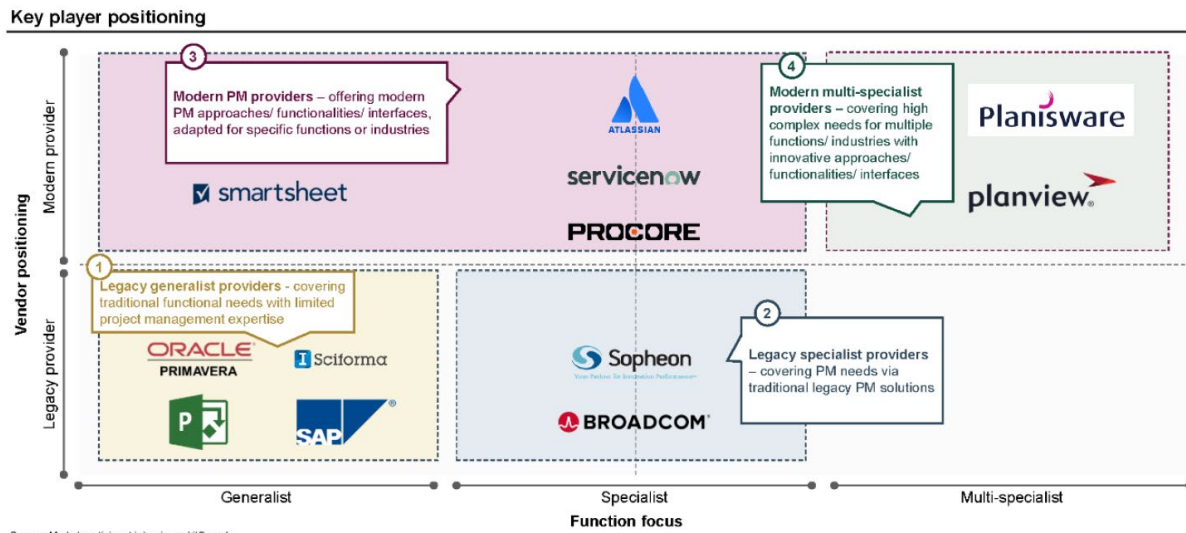 Key player positioning
3
Modern PM providers – offering modern
PM approaches/ functionalities/ interfaces,
adapted for specific functions or industries
smartsheet
ATLASSIAN
servicenow
PROCORE
4
Modern multi-specialist
providers – covering high
complex needs for multiple
functions/ industries with
innovative approaches/
functionalities/ interfaces
Planisware
planview®
Modern provider
Vendor positioning
Legacy provider
1
Legacy generalist providers - covering
traditional functional needs with limited
project management expertise
ORACLE®
PRIMAVERA
Sciforma
P
SAP®
Sopheon
BROADCOM®
2
Legacy specialist providers
– covering PM needs via
traditional legacy PM solutions
Generalist
Specialist
Multi-specialist
Function focus